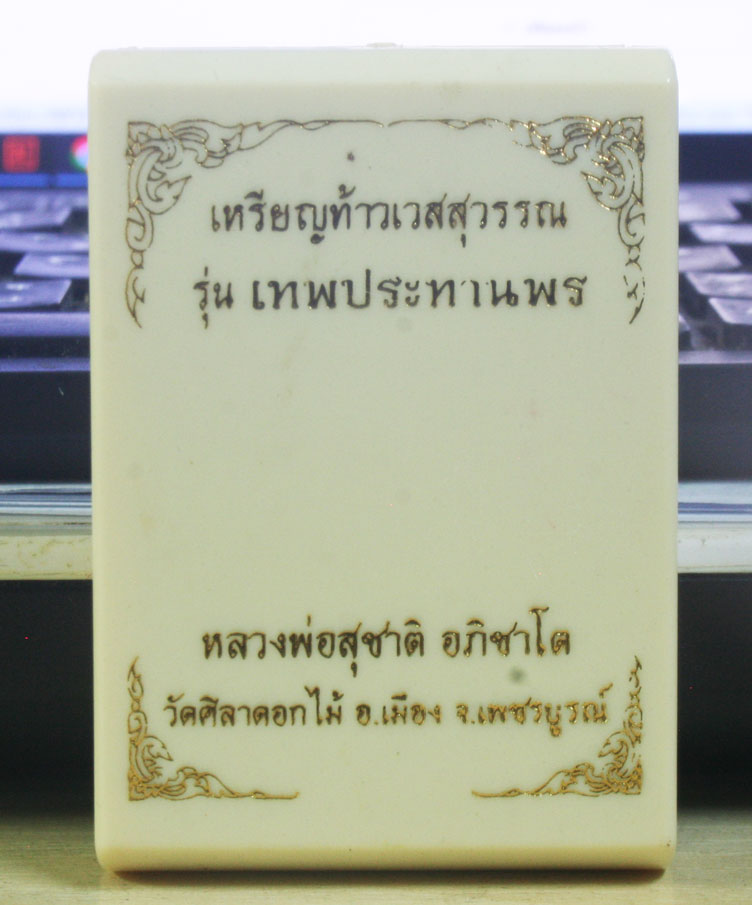 เหรียญท้าวเวสสุวรรณ
รุ่น เทพประทานพร
หลวงพ่อสุชาติ อภิชาโต
วัดศิลาดอกไม้ อ.เมือง จ.เพชรบูรณ์